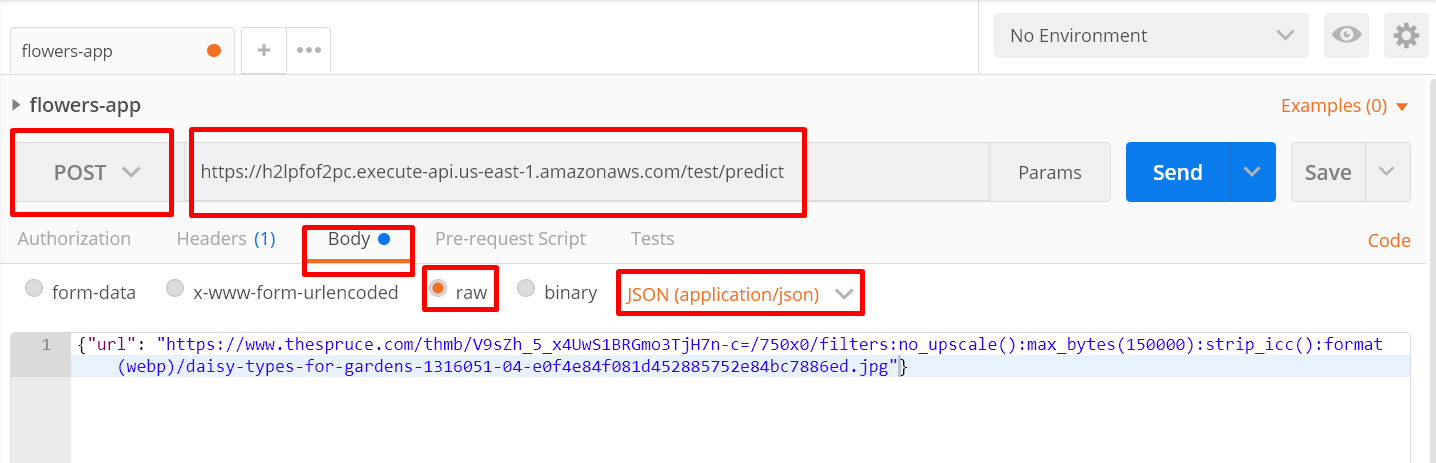 flowers-app + ••• No Environment
flowers-app Examples (0)
POST https://h2lpfof2pc.execute-api.us-east-1.amazonaws.com/test/predict Params Send Save
Authorization Headers (1) Body Pre-request Script Tests Code
form-data x-www-form-urlencoded raw binary JSON (application/json)
1 {"url": "https://www.thespruce.com/thmb/V9sZh_5_x4UwS1BRGmo3TjH7n-c=/750x0/filters:no_upscale():max_bytes(150000):strip_icc():format
(webp)/daisy-types-for-gardens-1316051-04-e0f4e84f081d452885752e84bc7886ed.jpg"}